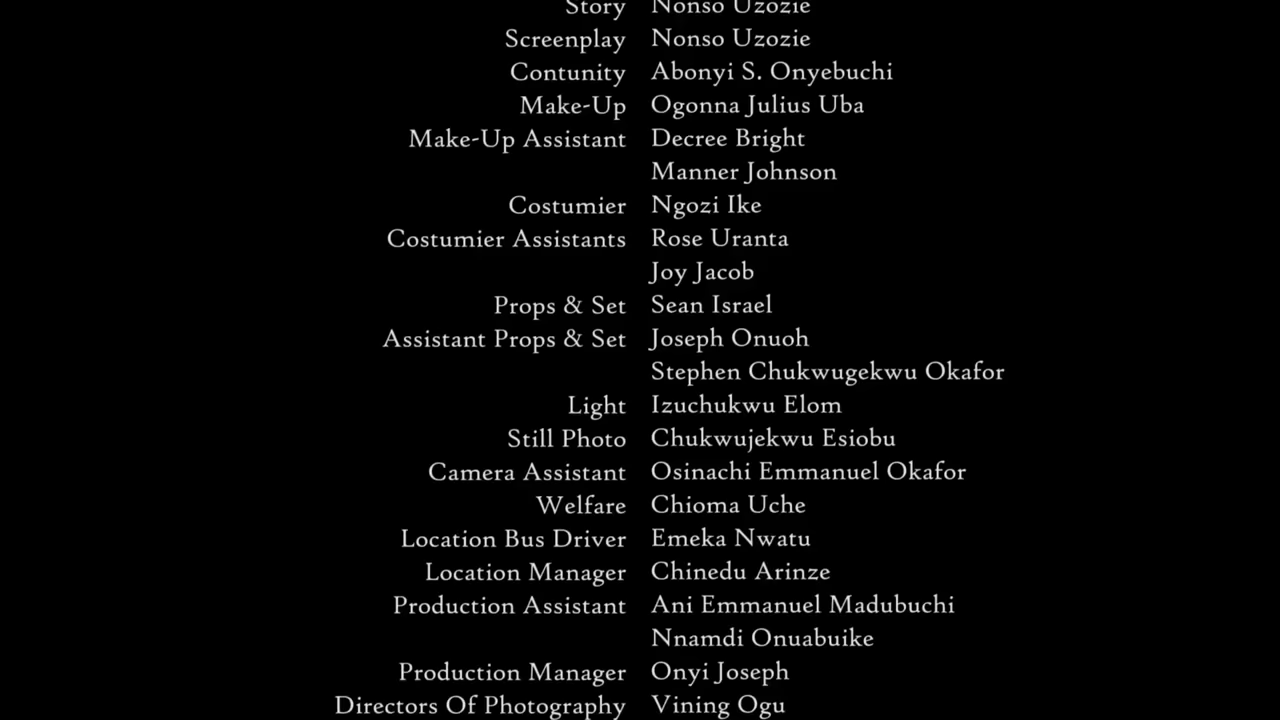 Story Nonso Uzozie
Screenplay Nonso Uzozie
Contunity Abonyi S. Onyebuchi
Make-Up Ogonna Julius Uba
Make-Up Assistant Decree Bright
Manner Johnson
Costumier Ngozi Ike
Costumier Assistants Rose Uranta
Joy Jacob
Props & Set Sean Israel
Assistant Props & Set Joseph Onuoh
Stephen Chukwugekwu Okafor
Light Izuchukwu Elom
Still Photo Chukwujekwu Esiobu
Camera Assistant Osinachi Emmanuel Okafor
Welfare Chioma Uche
Location Bus Driver Emeka Nwatu
Location Manager Chinedu Arinze
Production Assistant Ani Emmanuel Madubuchi
Nnamdi Onuabuike
Production Manager Onyi Joseph
Directors Of Photography Vining Ogu